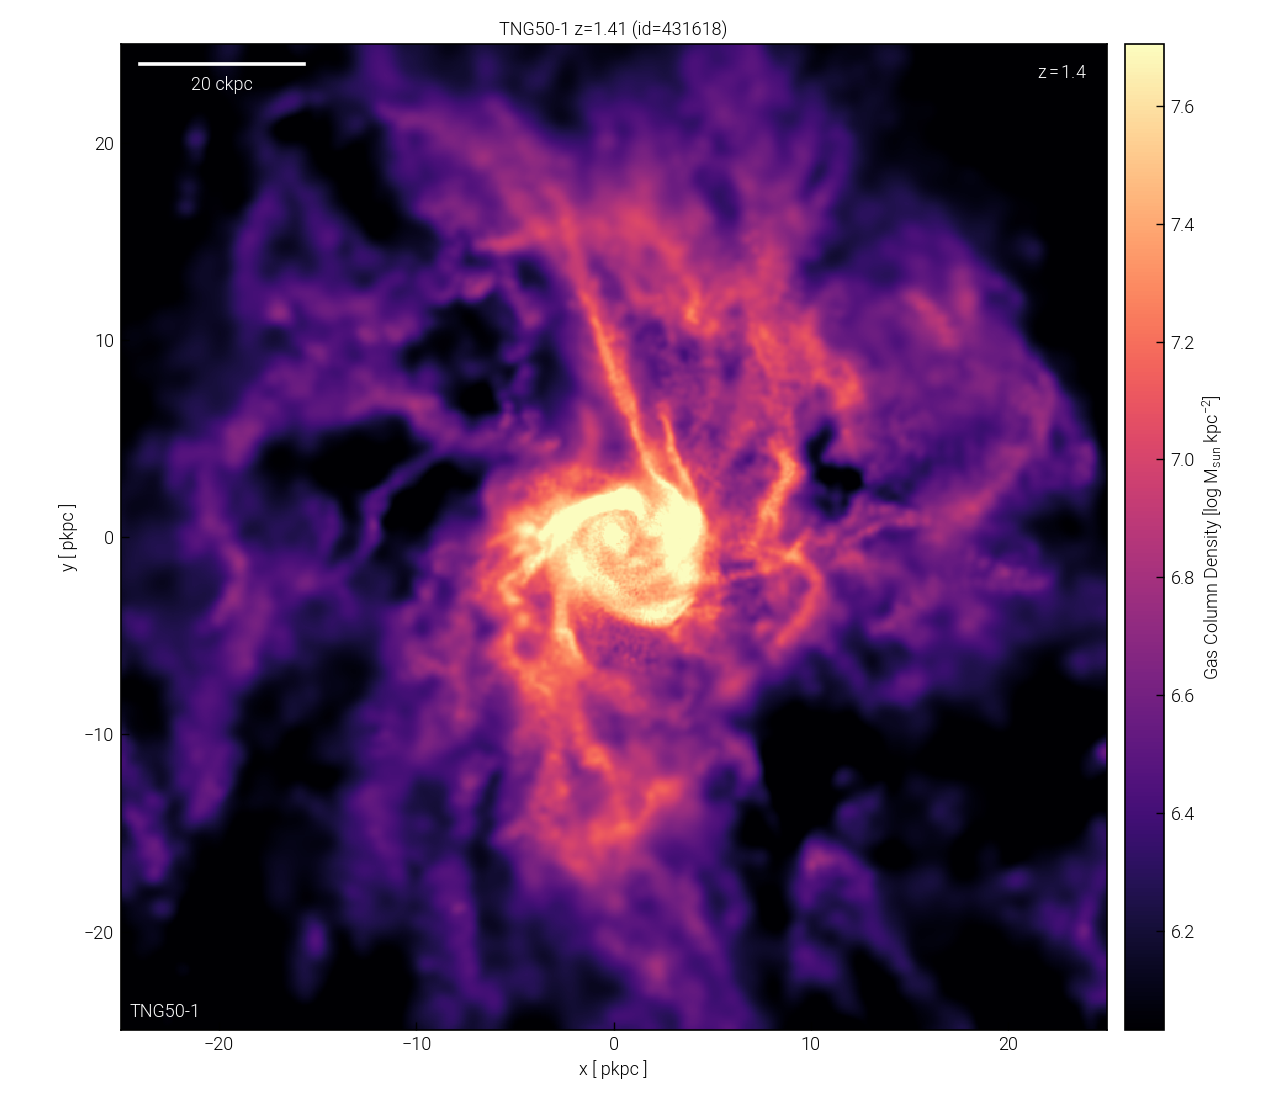 TNG50-1 z=1.41 (id=431618)
20 ckpc
z = 1.4
TNG50-1
20
10
0
−10
−20
y [ pkpc ]
−20
−10
0
10
20
x [ pkpc ]
7.6
7.4
7.2
7.0
6.8
6.6
6.4
6.2
Gas Column Density [log M_sun kpc⁻²]